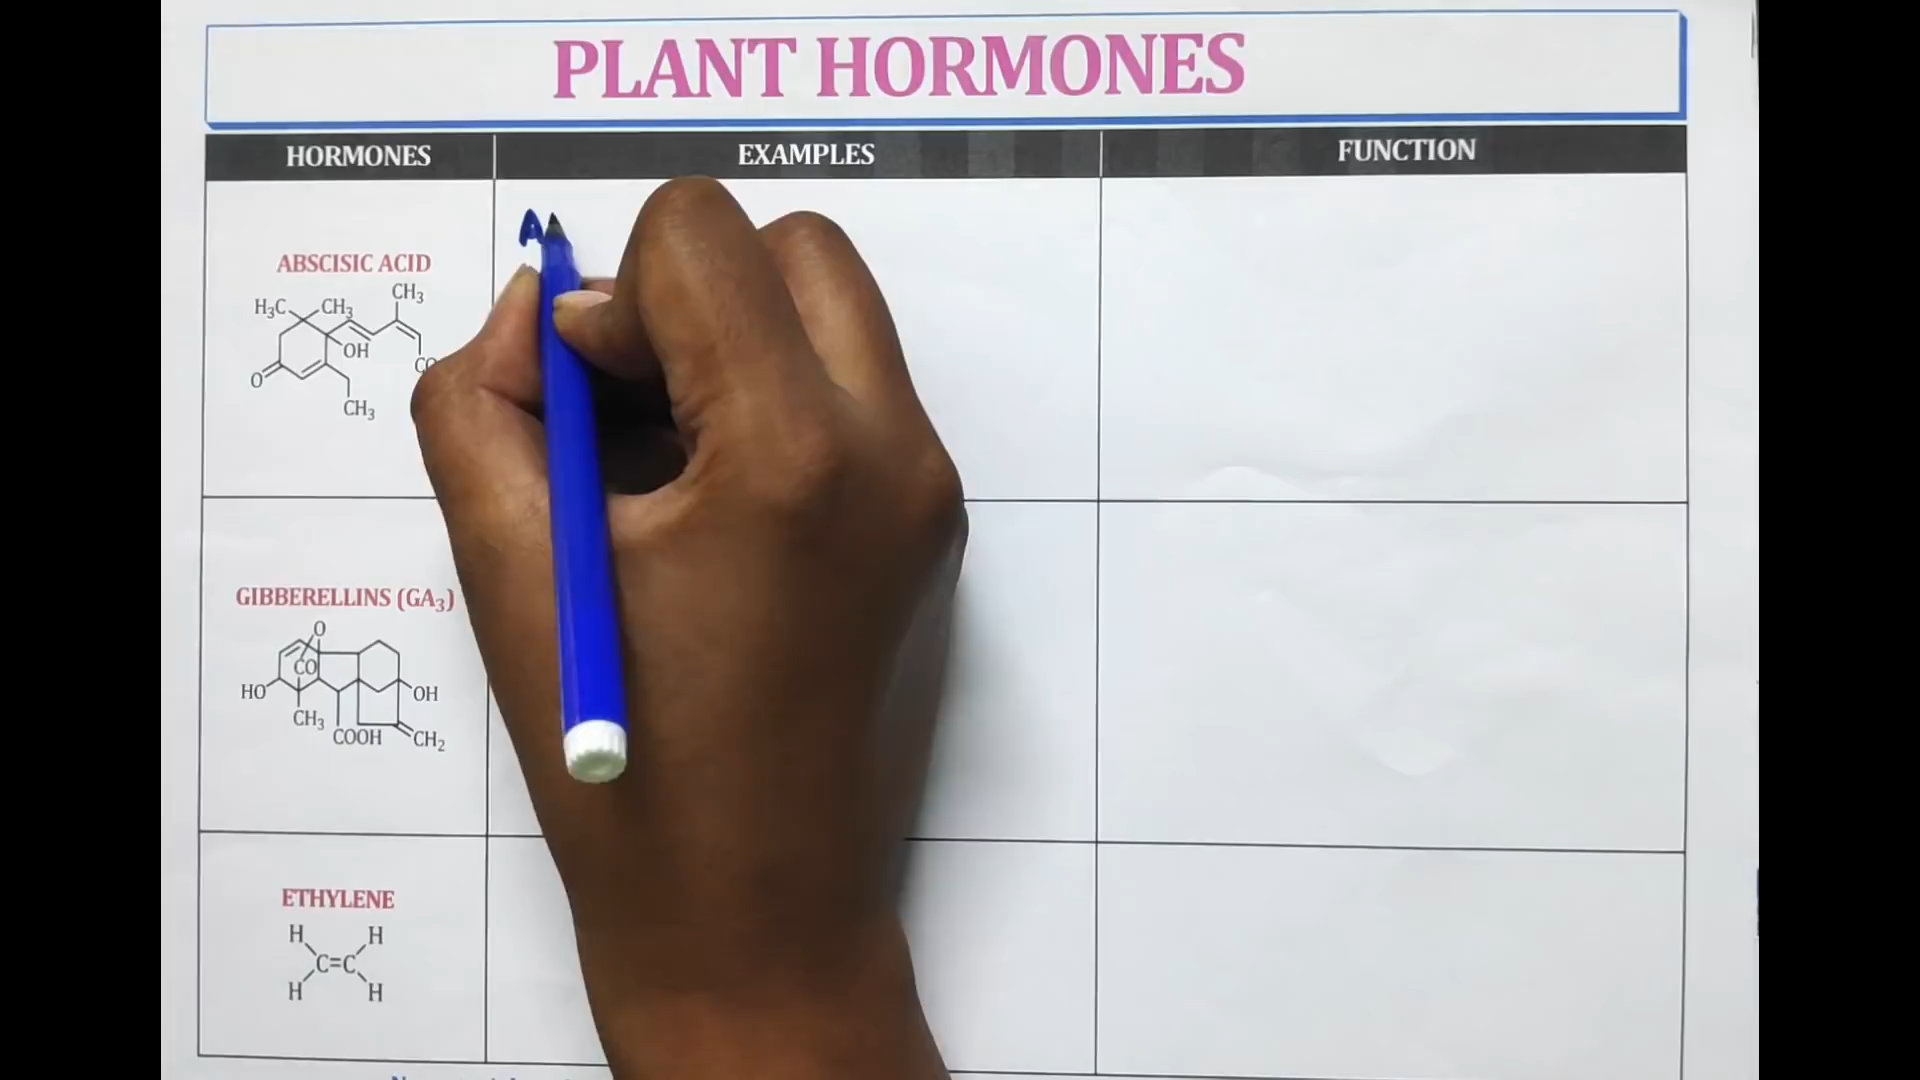 PLANT HORMONES
HORMONES
EXAMPLES
FUNCTION
ABSCISIC ACID
CH₃
H₃C
CH₃
OH
O
CH₃
GIBBERELLINS (GA₃)
O
CO
HO
OH
CH₃
COOH
CH₂
ETHYLENE
H H
C=C
H H